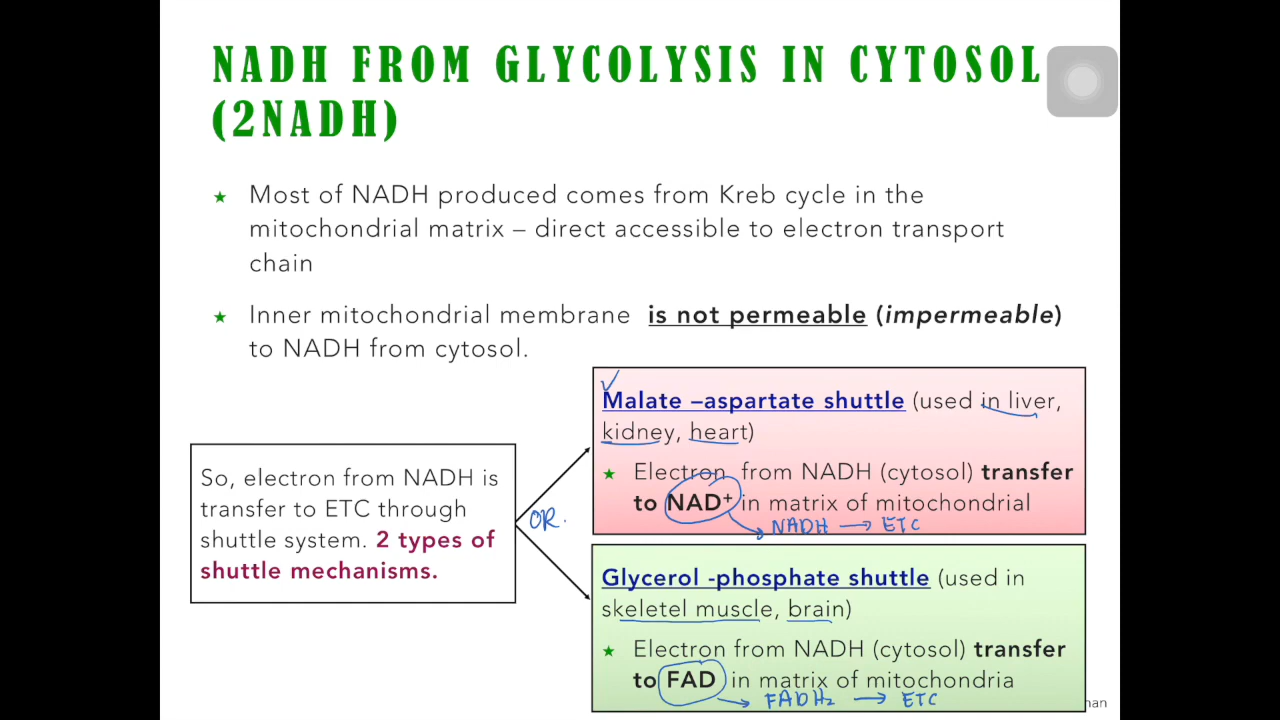 NADH FROM GLYCOLYSIS IN CYTOSOL
(2NADH)
Most of NADH produced comes from Kreb cycle in the
mitochondrial matrix – direct accessible to electron transport
chain
Inner mitochondrial membrane is not permeable (impermeable)
to NADH from cytosol.
So, electron from NADH is
transfer to ETC through
shuttle system. 2 types of
shuttle mechanisms.
OR.
Malate –aspartate shuttle (used in liver,
kidney, heart)
Electron from NADH (cytosol) transfer
to NAD+ in matrix of mitochondrial
NADH → ETC
Glycerol -phosphate shuttle (used in
skeletel muscle, brain)
Electron from NADH (cytosol) transfer
to FAD in matrix of mitochondria
FADH₂ → ETC